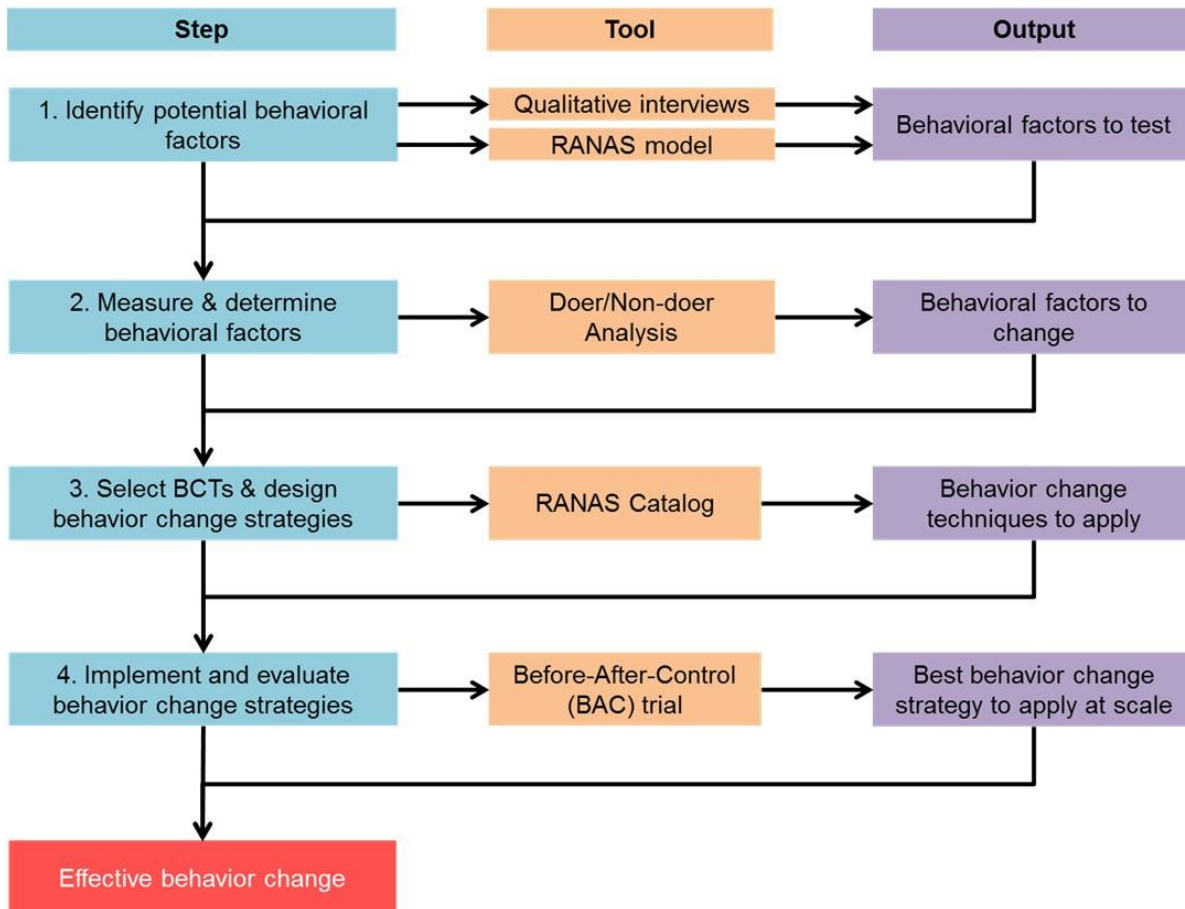 Step
Tool
Output
1. Identify potential behavioral
factors
Qualitative interviews
RANAS model
Behavioral factors to test
2. Measure & determine
behavioral factors
Doer/Non-doer
Analysis
Behavioral factors to
change
3. Select BCTs & design
behavior change strategies
RANAS Catalog
Behavior change
techniques to apply
4. Implement and evaluate
behavior change strategies
Before-After-Control
(BAC) trial
Best behavior change
strategy to apply at scale
Effective behavior change